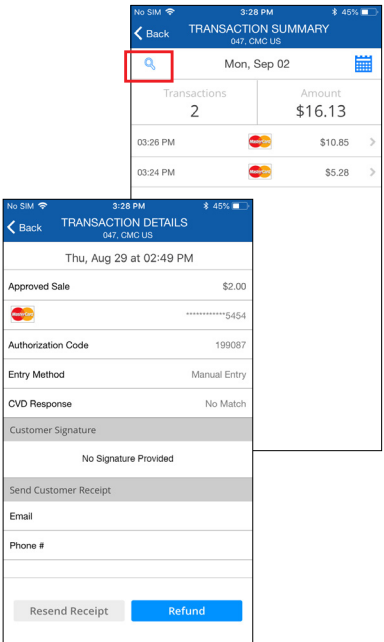 No SIM 3:28 PM 45%
Back TRANSACTION SUMMARY
047, CMC US
Mon, Sep 02
Transactions Amount
2 $16.13
03:26 PM MasterCard $10.85
03:24 PM MasterCard $5.28
No SIM 3:28 PM 45%
Back TRANSACTION DETAILS
047, CMC US
Thu, Aug 29 at 02:49 PM
Approved Sale $2.00
MasterCard ************5454
Authorization Code 199087
Entry Method Manual Entry
CVD Response No Match
Customer Signature
No Signature Provided
Send Customer Receipt
Email
Phone #
Resend Receipt Refund